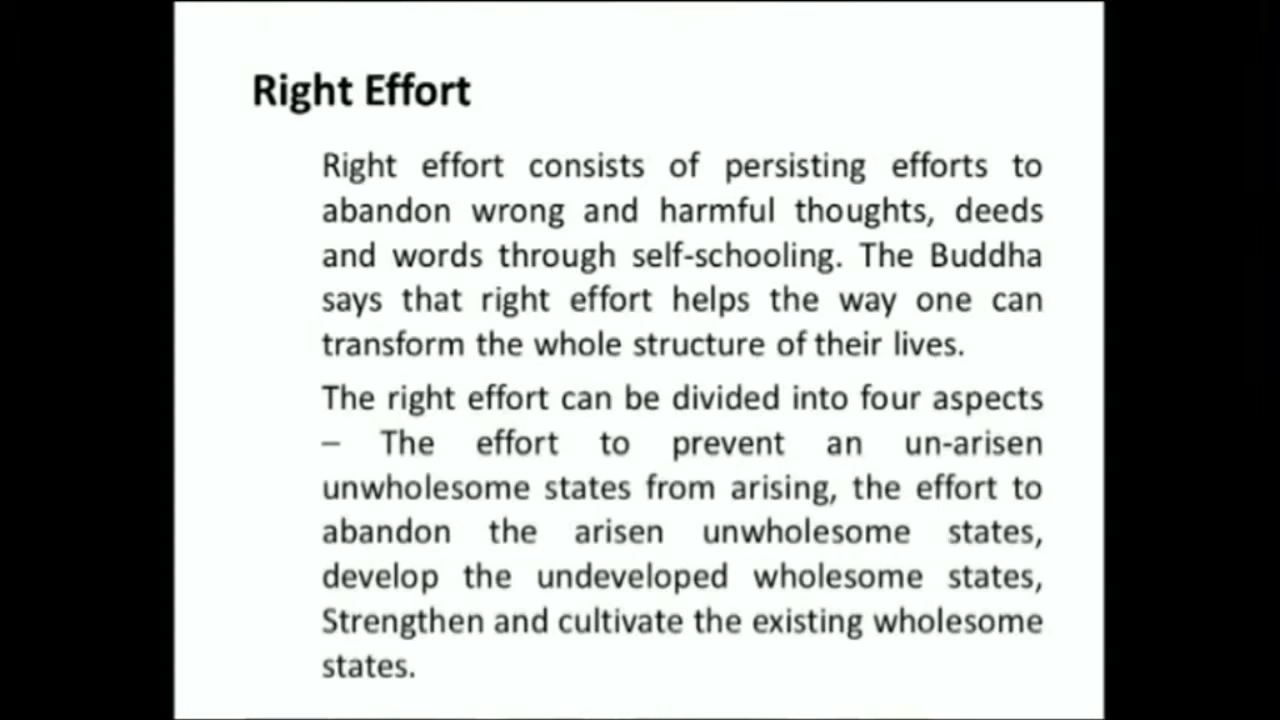 Right Effort
Right effort consists of persisting efforts to
abandon wrong and harmful thoughts, deeds
and words through self-schooling. The Buddha
says that right effort helps the way one can
transform the whole structure of their lives.
The right effort can be divided into four aspects
– The effort to prevent an un-arisen
unwholesome states from arising, the effort to
abandon the arisen unwholesome states,
develop the undeveloped wholesome states,
Strengthen and cultivate the existing wholesome
states.